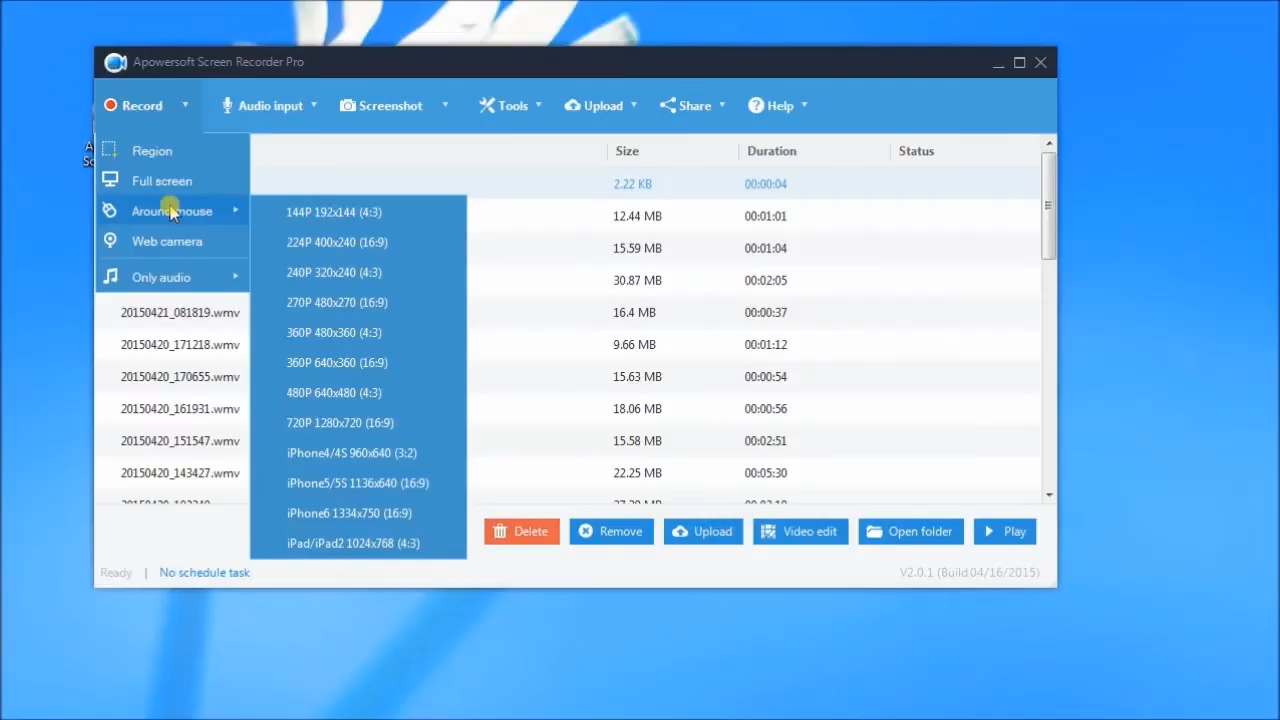 Apowersoft Screen Recorder Pro
Record Audio input Screenshot Tools Upload Share Help
Region
Full screen
Around mouse
Web camera
Only audio
144P 192x144 (4:3)
224P 400x240 (16:9)
240P 320x240 (4:3)
270P 480x270 (16:9)
360P 480x360 (4:3)
360P 640x360 (16:9)
480P 640x480 (4:3)
720P 1280x720 (16:9)
iPhone4/4S 960x640 (3:2)
iPhone5/5S 1136x640 (16:9)
iPhone6 1334x750 (16:9)
iPad/iPad2 1024x768 (4:3)
Size Duration Status
2.22 KB 00:00:04
12.44 MB 00:01:01
15.59 MB 00:01:04
30.87 MB 00:02:05
20150421_081819.wmv 16.4 MB 00:00:37
20150420_171218.wmv 9.66 MB 00:01:12
20150420_170655.wmv 15.63 MB 00:00:54
20150420_161931.wmv 18.06 MB 00:00:56
20150420_151547.wmv 15.58 MB 00:02:51
20150420_143427.wmv 22.25 MB 00:05:30
Delete Remove Upload Video edit Open folder Play
Ready | No schedule task V2.0.1 (Build:04/16/2015)